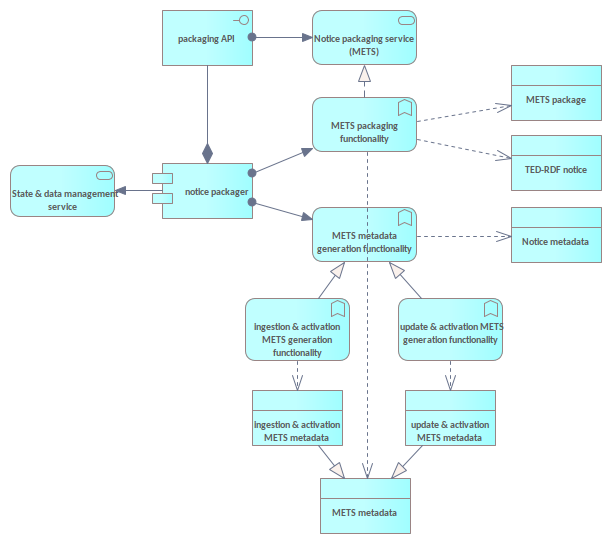 packaging API
Notice packaging service
(METS)
METS packaging
functionality
METS package
TED-RDF notice
State & data management
service
notice packager
METS metadata
generation functionality
Notice metadata
ingestion & activation
METS generation
functionality
update & activation METS
generation functionality
ingestion & activation
METS metadata
update & activation
METS metadata
METS metadata